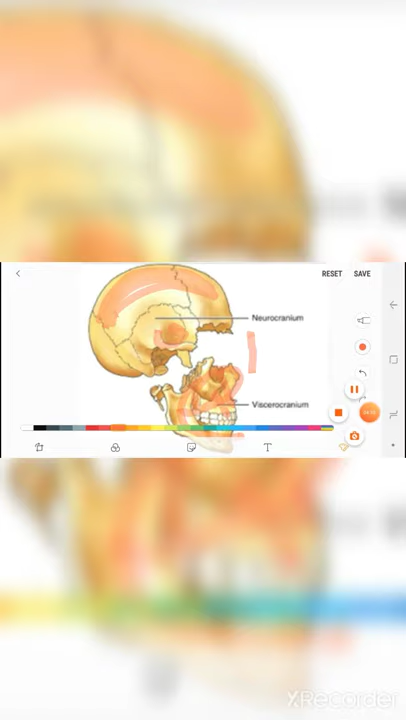 RESET SAVE
Neurocranium
Viscerocranium
T
XRecorder